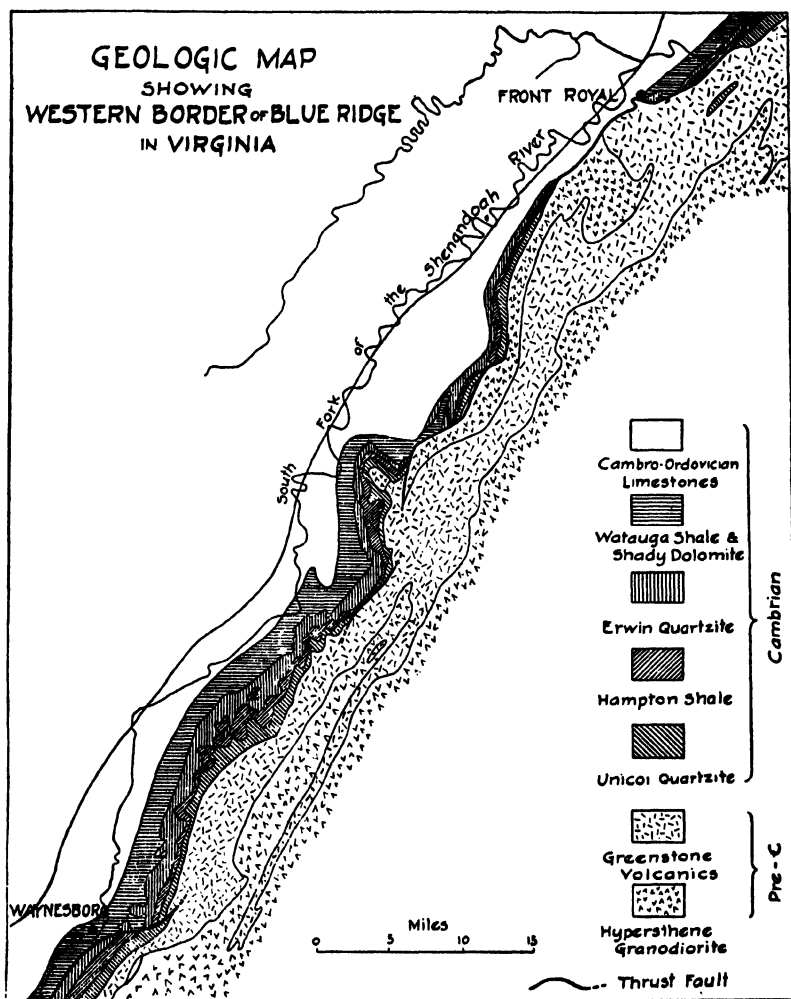 GEOLOGIC MAP
SHOWING
WESTERN BORDER OF BLUE RIDGE
IN VIRGINIA
FRONT ROYAL
South Fork or the Shenandoah River
WAYNESBORO
Cambro-Ordovician
Limestones
Watauga Shale &
Shady Dolomite
Erwin Quartzite
Hampton Shale
Unicoi Quartzite
Cambrian
Greenstone
Volcanics
Hypersthene
Granodiorite
Pre-C
Miles
0 5 10 15
Thrust Fault